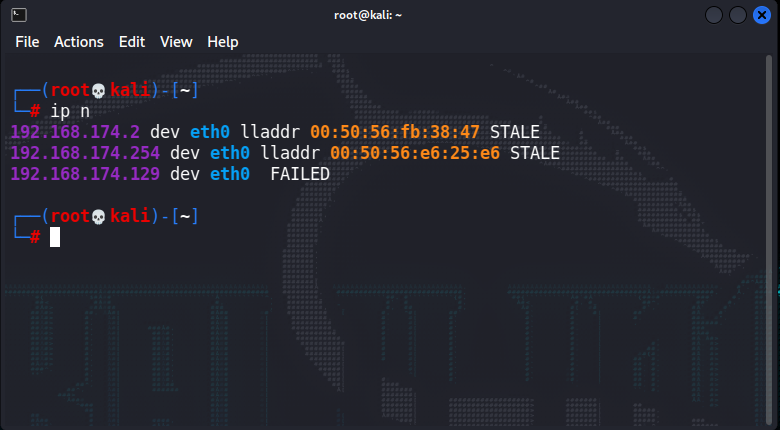 root@kali: ~
File Actions Edit View Help
┌──(root💀kali)-[~]
└─# ip n
192.168.174.2 dev eth0 lladdr 00:50:56:fb:38:47 STALE
192.168.174.254 dev eth0 lladdr 00:50:56:e6:25:e6 STALE
192.168.174.129 dev eth0  FAILED
┌──(root💀kali)-[~]
└─#